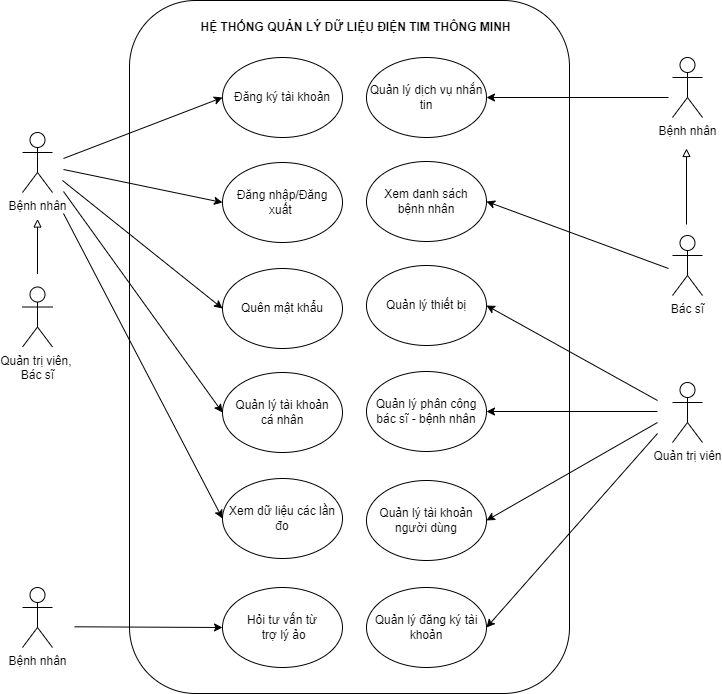 HỆ THỐNG QUẢN LÝ DỮ LIỆU ĐIỆN TIM THÔNG MINH
Đăng ký tài khoản
Quản lý dịch vụ nhắn
tin
Bệnh nhân
Bệnh nhân
Đăng nhập/Đăng
xuất
Xem danh sách
bệnh nhân
Quên mật khẩu
Quản lý thiết bị
Bác sĩ
Quản trị viên,
Bác sĩ
Quản lý tài khoản
cá nhân
Quản lý phân công
bác sĩ - bệnh nhân
Quản trị viên
Xem dữ liệu các lần
đo
Quản lý tài khoản
người dùng
Hỏi tư vấn từ
trợ lý ảo
Quản lý đăng ký tài
khoản
Bệnh nhân